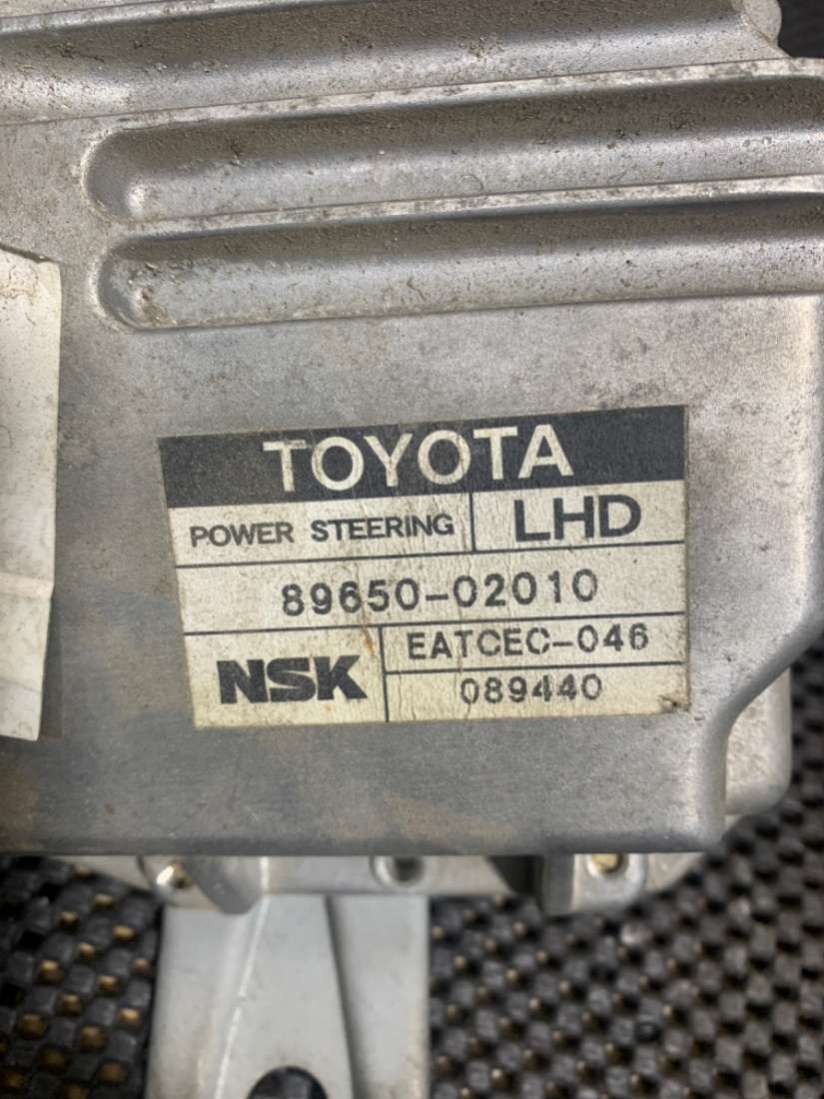 TOYOTA
POWER STEERING LHD
89650-02010
NSK EATCEC-046
089440